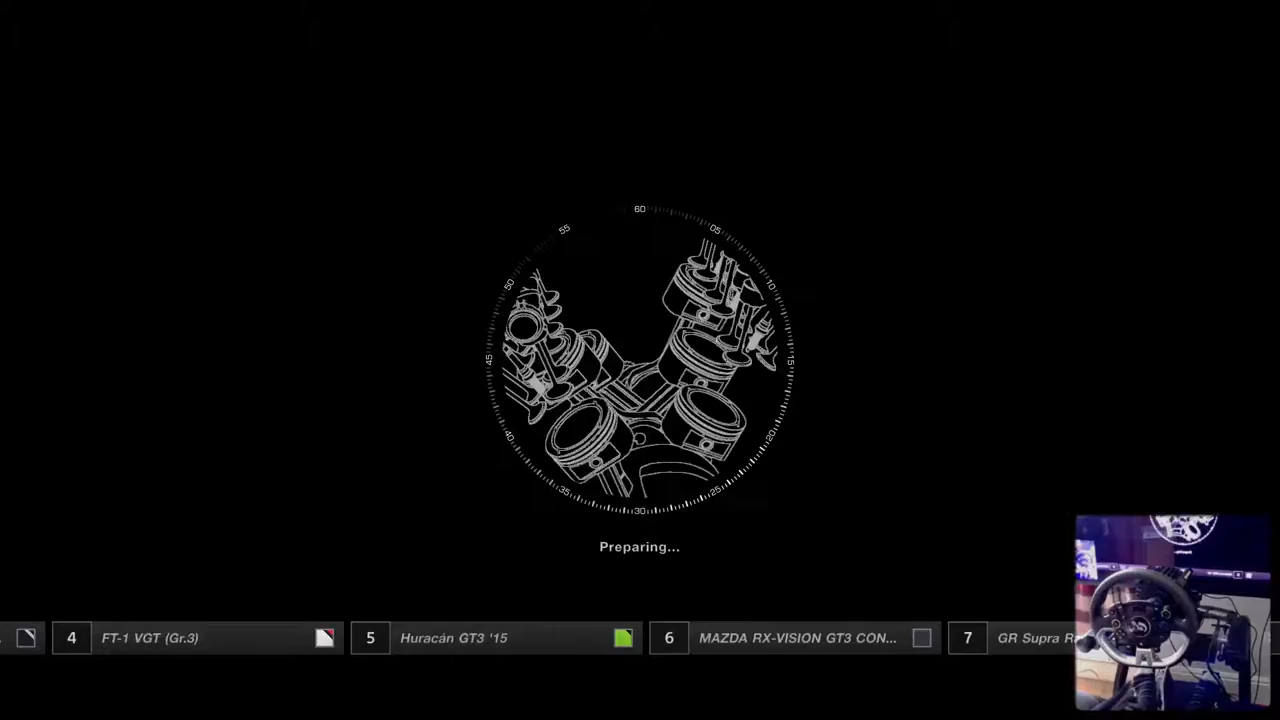 60
55
05
50
10
45
15
40
20
35
25
30
Preparing...
4 FT-1 VGT (Gr.3)
5 Huracán GT3 '15
6 MAZDA RX-VISION GT3 CON...
7 GR Supra R